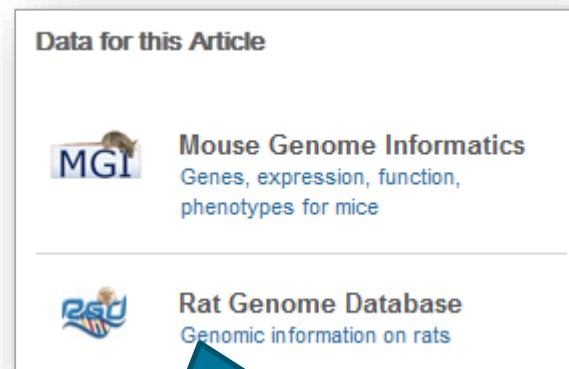 Data for this Article
MGI
Mouse Genome Informatics
Genes, expression, function,
phenotypes for mice
RGD
Rat Genome Database
Genomic information on rats